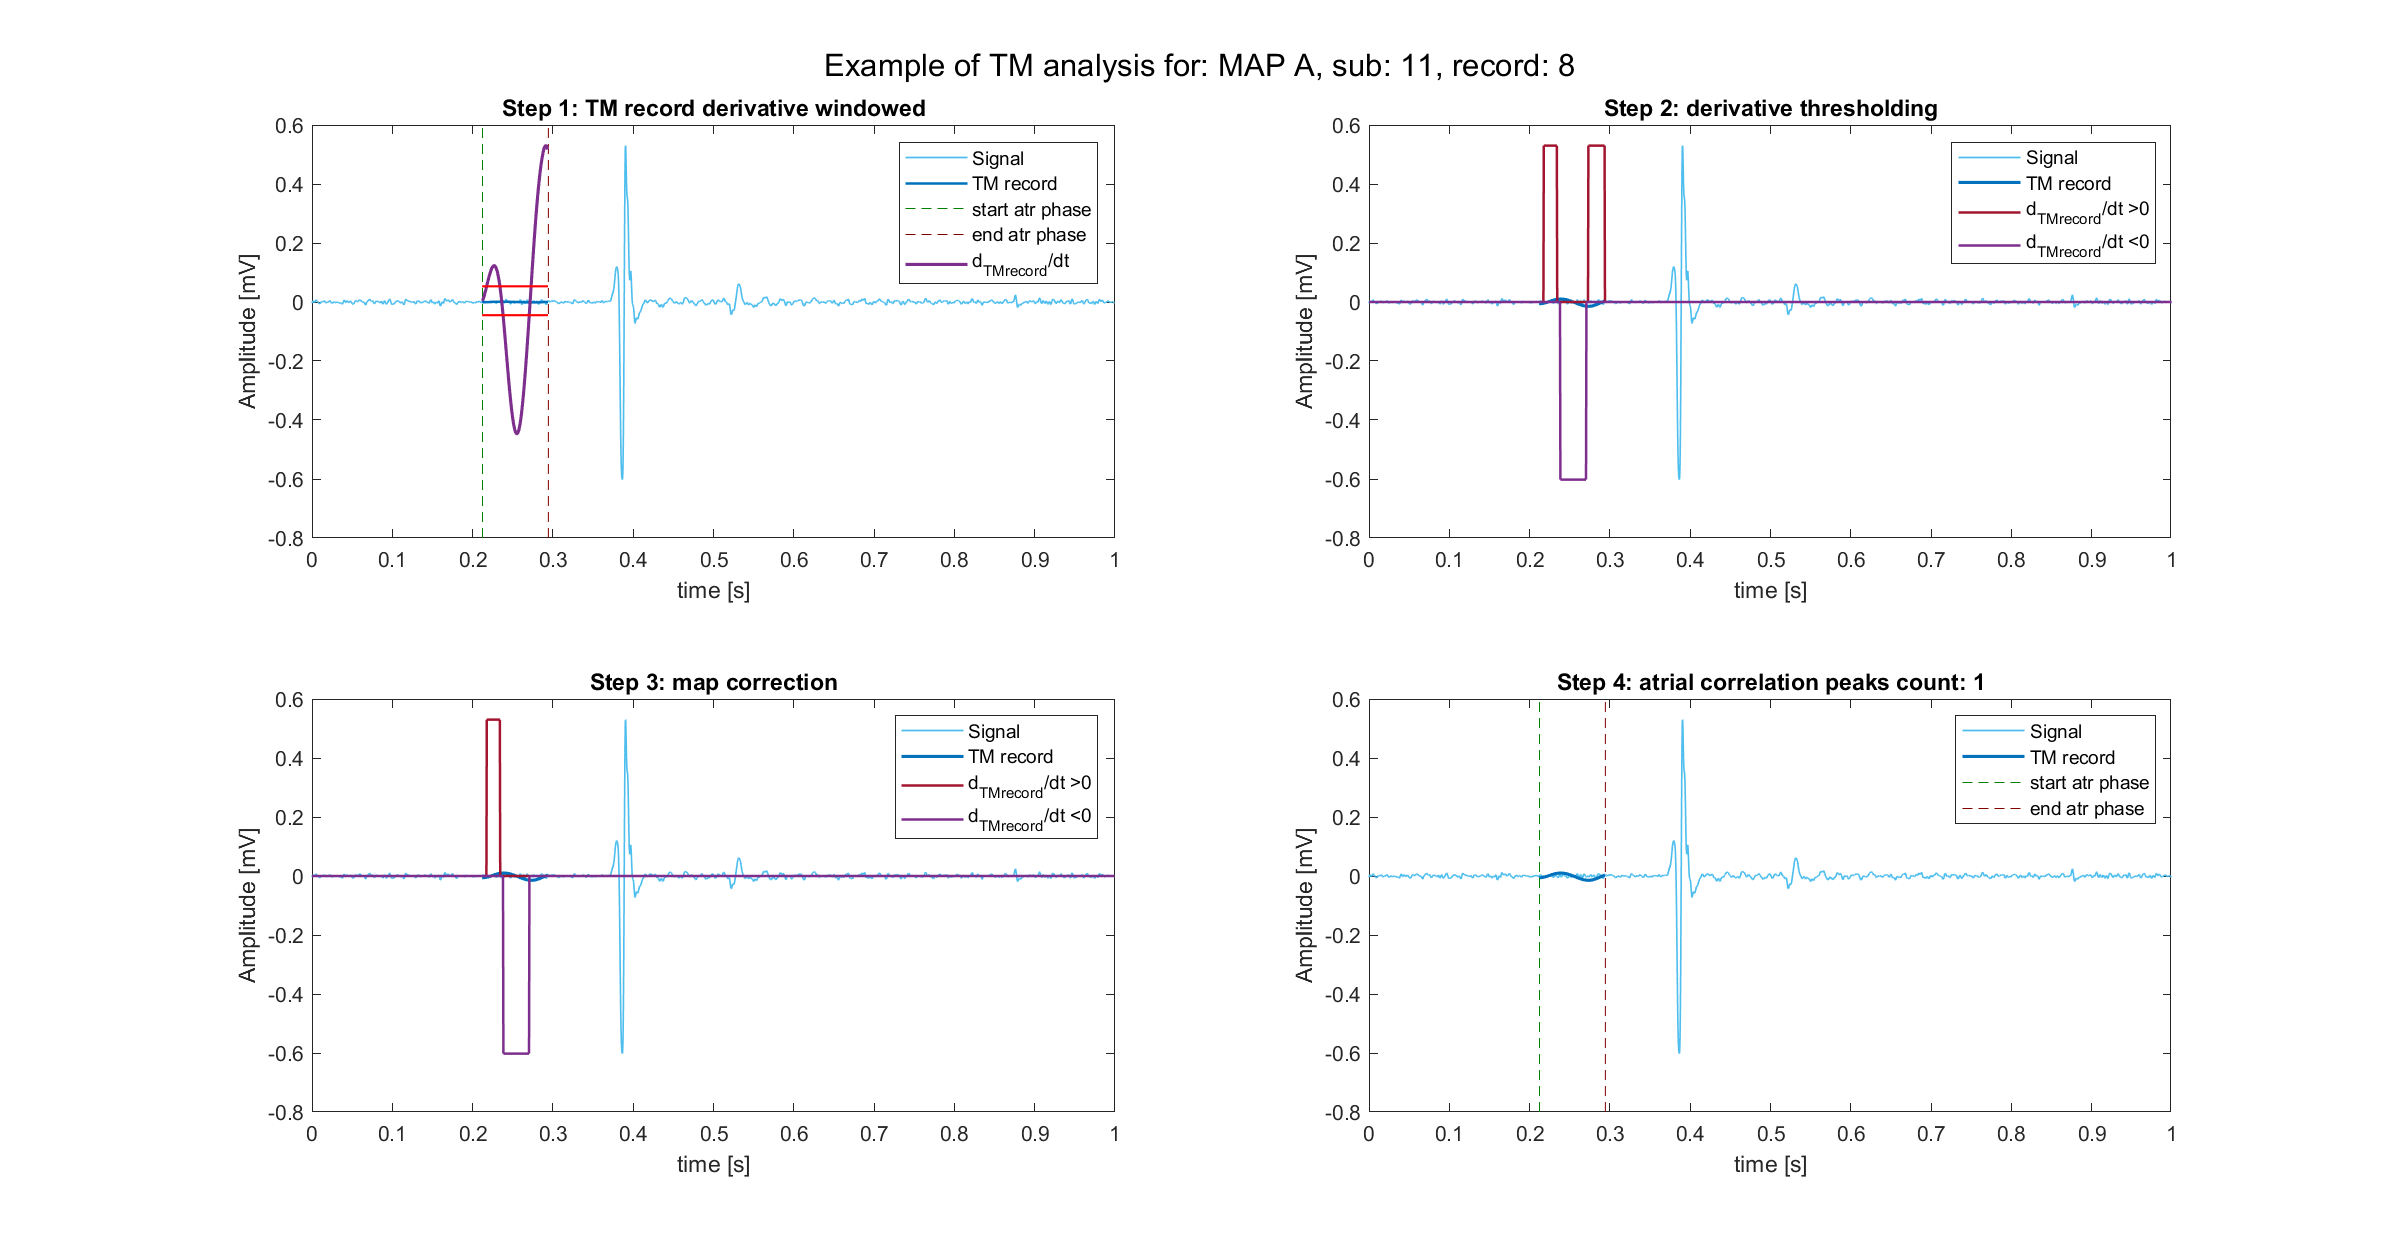 Example of TM analysis for: MAP A, sub: 11, record: 8
Step 1: TM record derivative windowed
0.6
0.4
0.2
0
-0.2
-0.4
-0.6
-0.8
Amplitude [mV]
0 0.1 0.2 0.3 0.4 0.5 0.6 0.7 0.8 0.9 1
time [s]
Signal
TM record
start atr phase
end atr phase
dTMrecord/dt
Step 2: derivative thresholding
0.6
0.4
0.2
0
-0.2
-0.4
-0.6
-0.8
Amplitude [mV]
0 0.1 0.2 0.3 0.4 0.5 0.6 0.7 0.8 0.9 1
time [s]
Signal
TM record
dTMrecord/dt >0
dTMrecord/dt <0
Step 3: map correction
0.6
0.4
0.2
0
-0.2
-0.4
-0.6
-0.8
Amplitude [mV]
0 0.1 0.2 0.3 0.4 0.5 0.6 0.7 0.8 0.9 1
time [s]
Signal
TM record
dTMrecord/dt >0
dTMrecord/dt <0
Step 4: atrial correlation peaks count: 1
0.6
0.4
0.2
0
-0.2
-0.4
-0.6
-0.8
Amplitude [mV]
0 0.1 0.2 0.3 0.4 0.5 0.6 0.7 0.8 0.9 1
time [s]
Signal
TM record
start atr phase
end atr phase